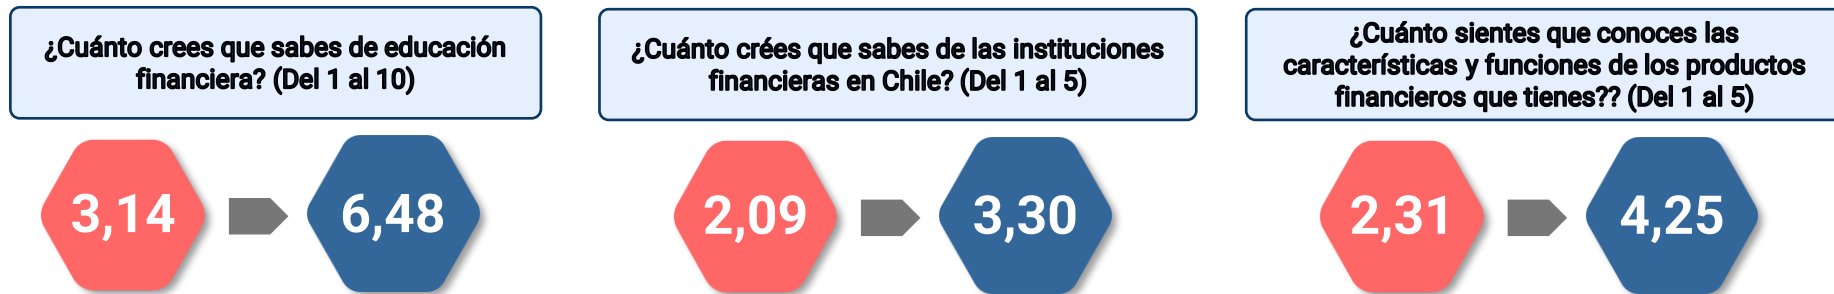 ¿Cuánto crees que sabes de educación
financiera? (Del 1 al 10)
3,14
6,48
¿Cuánto crées que sabes de las instituciones
financieras en Chile? (Del 1 al 5)
2,09
3,30
¿Cuánto sientes que conoces las
características y funciones de los productos
financieros que tienes?? (Del 1 al 5)
2,31
4,25